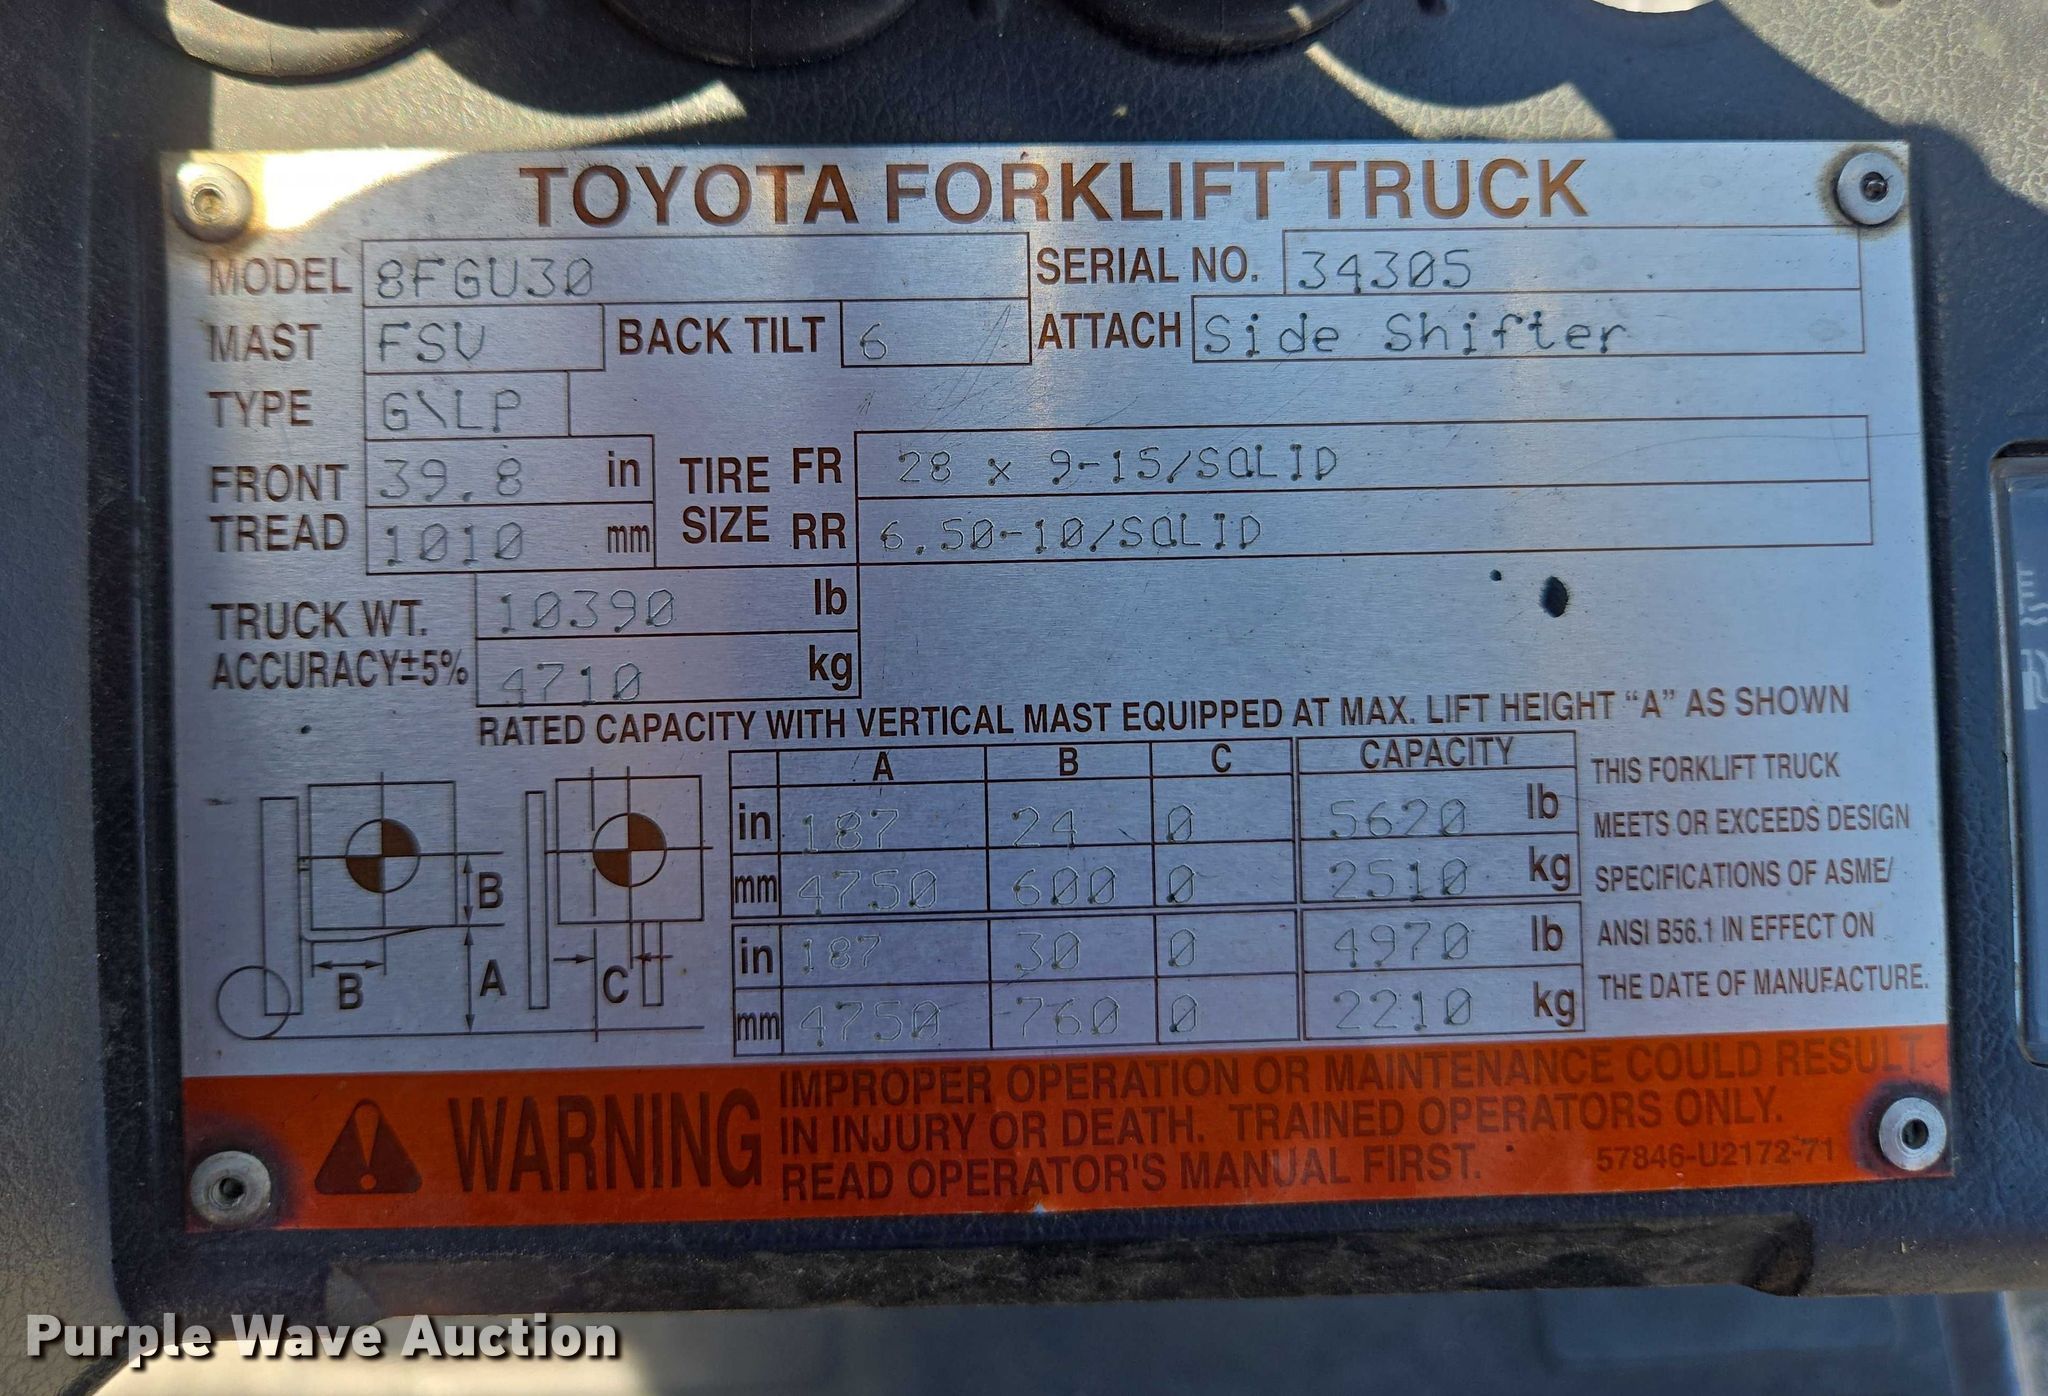 TOYOTA FORKLIFT TRUCK
MODEL 8FGU30 SERIAL NO. 34305
MAST FSV BACK TILT 6 ATTACH Side Shifter
TYPE G\LP
FRONT TREAD 39.8 in TIRE SIZE FR 28 x 9-15/SOLID
1010 mm RR 6.50-10/SOLID
TRUCK WT. 10390 lb
ACCURACY±5% 4710 kg
RATED CAPACITY WITH VERTICAL MAST EQUIPPED AT MAX. LIFT HEIGHT “A” AS SHOWN
A B C CAPACITY
in 187 24 0 5620 lb
mm 4750 600 0 2510 kg
in 187 30 0 4970 lb
mm 4750 760 0 2210 kg
B
B A C
THIS FORKLIFT TRUCK
MEETS OR EXCEEDS DESIGN
SPECIFICATIONS OF ASME/
ANSI B56.1 IN EFFECT ON
THE DATE OF MANUFACTURE.
WARNING
IMPROPER OPERATION OR MAINTENANCE COULD RESULT
IN INJURY OR DEATH. TRAINED OPERATORS ONLY.
READ OPERATOR'S MANUAL FIRST. 57846-U2172-71
Purple Wave Auction